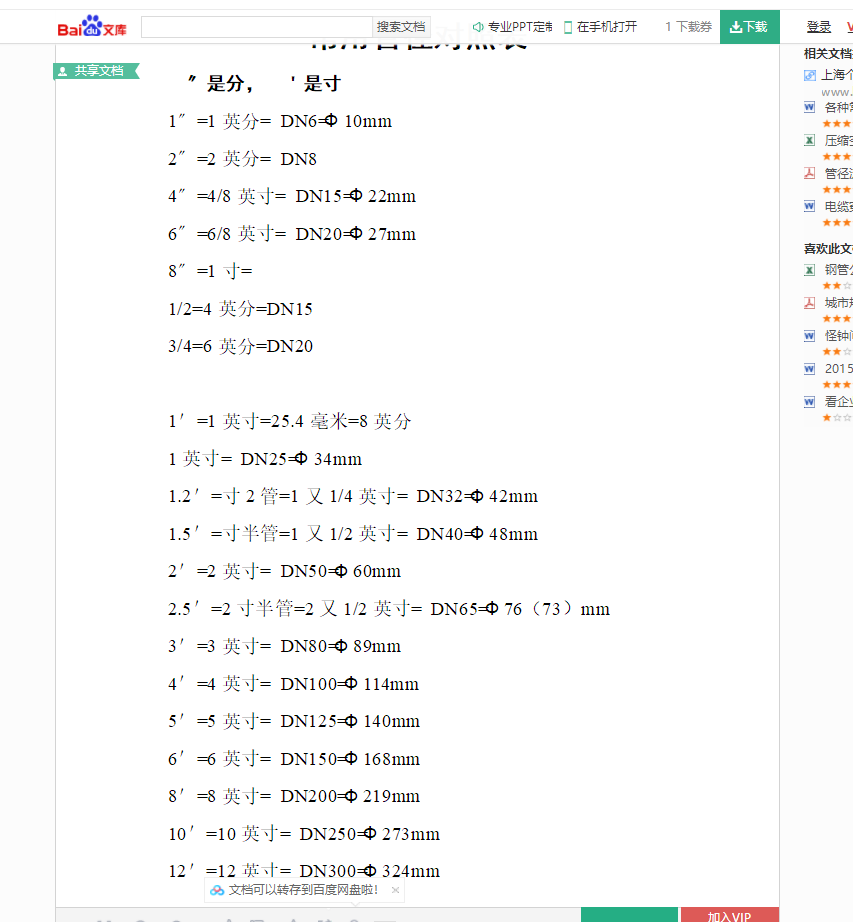 Bai du 文库
搜索文档
专业PPT定制
在手机打开
1 下载券
下载
登录
共享文档
常用管径对照表
″ 是分， ' 是寸
1″ =1 英分= DN6=Φ 10mm
2″ =2 英分= DN8
4″ =4/8 英寸= DN15=Φ 22mm
6″ =6/8 英寸= DN20=Φ 27mm
8″ =1 寸=
1/2=4 英分=DN15
3/4=6 英分=DN20
1′ =1 英寸=25.4 毫米=8 英分
1 英寸= DN25=Φ 34mm
1.2′ =寸 2 管=1 又 1/4 英寸= DN32=Φ 42mm
1.5′ =寸半管=1 又 1/2 英寸= DN40=Φ 48mm
2′ =2 英寸= DN50=Φ 60mm
2.5′ =2 寸半管=2 又 1/2 英寸= DN65=Φ 76（73）mm
3′ =3 英寸= DN80=Φ 89mm
4′ =4 英寸= DN100=Φ 114mm
5′ =5 英寸= DN125=Φ 140mm
6′ =6 英寸= DN150=Φ 168mm
8′ =8 英寸= DN200=Φ 219mm
10′ =10 英寸= DN250=Φ 273mm
12′ =12 英寸= DN300=Φ 324mm
文档可以转存到百度网盘啦!
加入VIP
相关文档
上海个
www.
各种
压缩空
管径
电缆
喜欢此文
钢管
城市
怪钟
2015
看企业